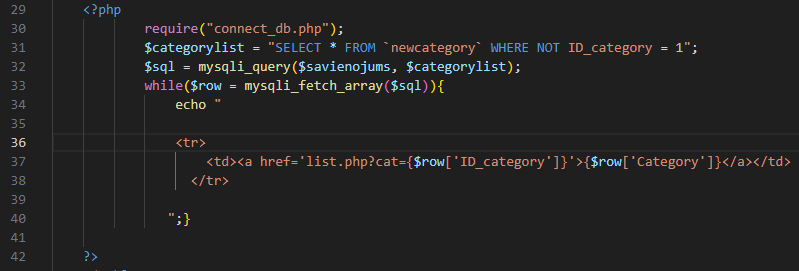 29 <?php
30 require("connect_db.php");
31 $categorylist = "SELECT * FROM `newcategory` WHERE NOT ID_category = 1";
32 $sql = mysqli_query($savienojums, $categorylist);
33 while($row = mysqli_fetch_array($sql)){
34 echo "
35
36 <tr>
37 <td><a href='list.php?cat={$row['ID_category']}'>{$row['Category']}</a></td>
38 </tr>
39
40 ";}
41
42 ?>